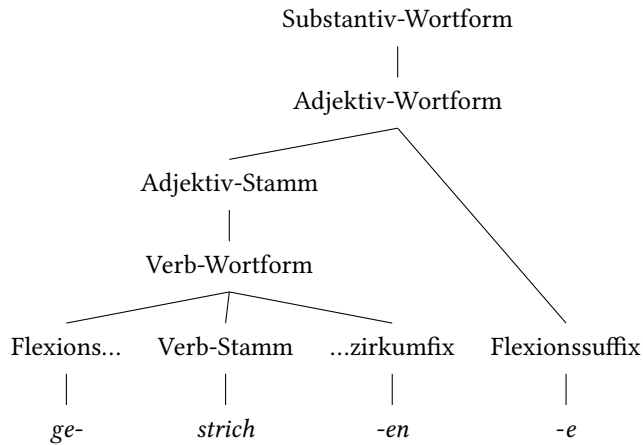 Substantiv-Wortform
Adjektiv-Wortform
Adjektiv-Stamm
Verb-Wortform
Flexions... Verb-Stamm ...zirkumfix Flexionssuffix
ge- strich -en -e